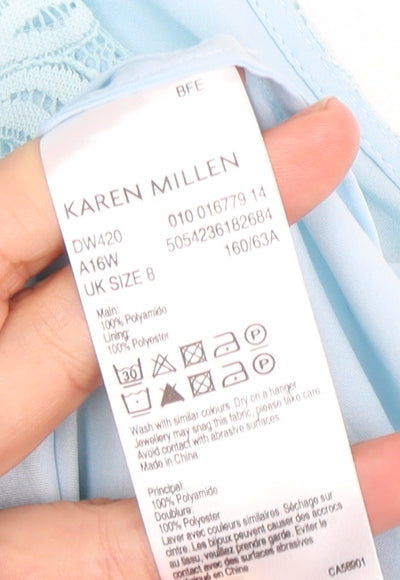 BFE
KAREN MILLEN
DW420 010 016779 14
A16W 5054236182684
UK SIZE 8 160/63A
Main:
100% Polyamide
Lining:
100% Polyester
30 P
P
Wash with similar colours. Dry on a hanger.
Jewellery may snag this fabric, please take care.
Avoid contact with abrasive surfaces.
Made in China
Principal:
100% Polyamide
Doublure:
100% Polyester
Laver avec couleurs similaires. Séchage sur
cintre. Les bijoux peuvent causer des accrocs
au tissu, veuillez prendre garde. Eviter le
contact avec des surfaces abrasives
CA58901